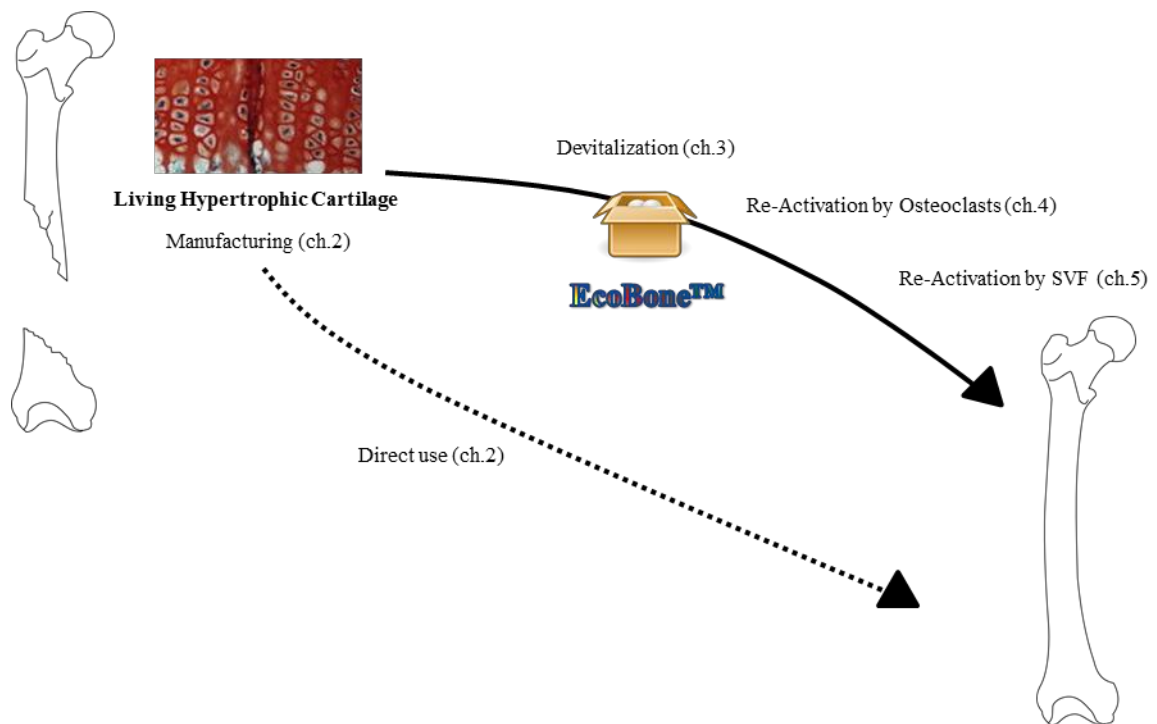 Devitalization (ch.3)
Living Hypertrophic Cartilage
Re-Activation by Osteoclasts (ch.4)
Manufacturing (ch.2)
Re-Activation by SVF (ch.5)
EcoBone™
Direct use (ch.2)